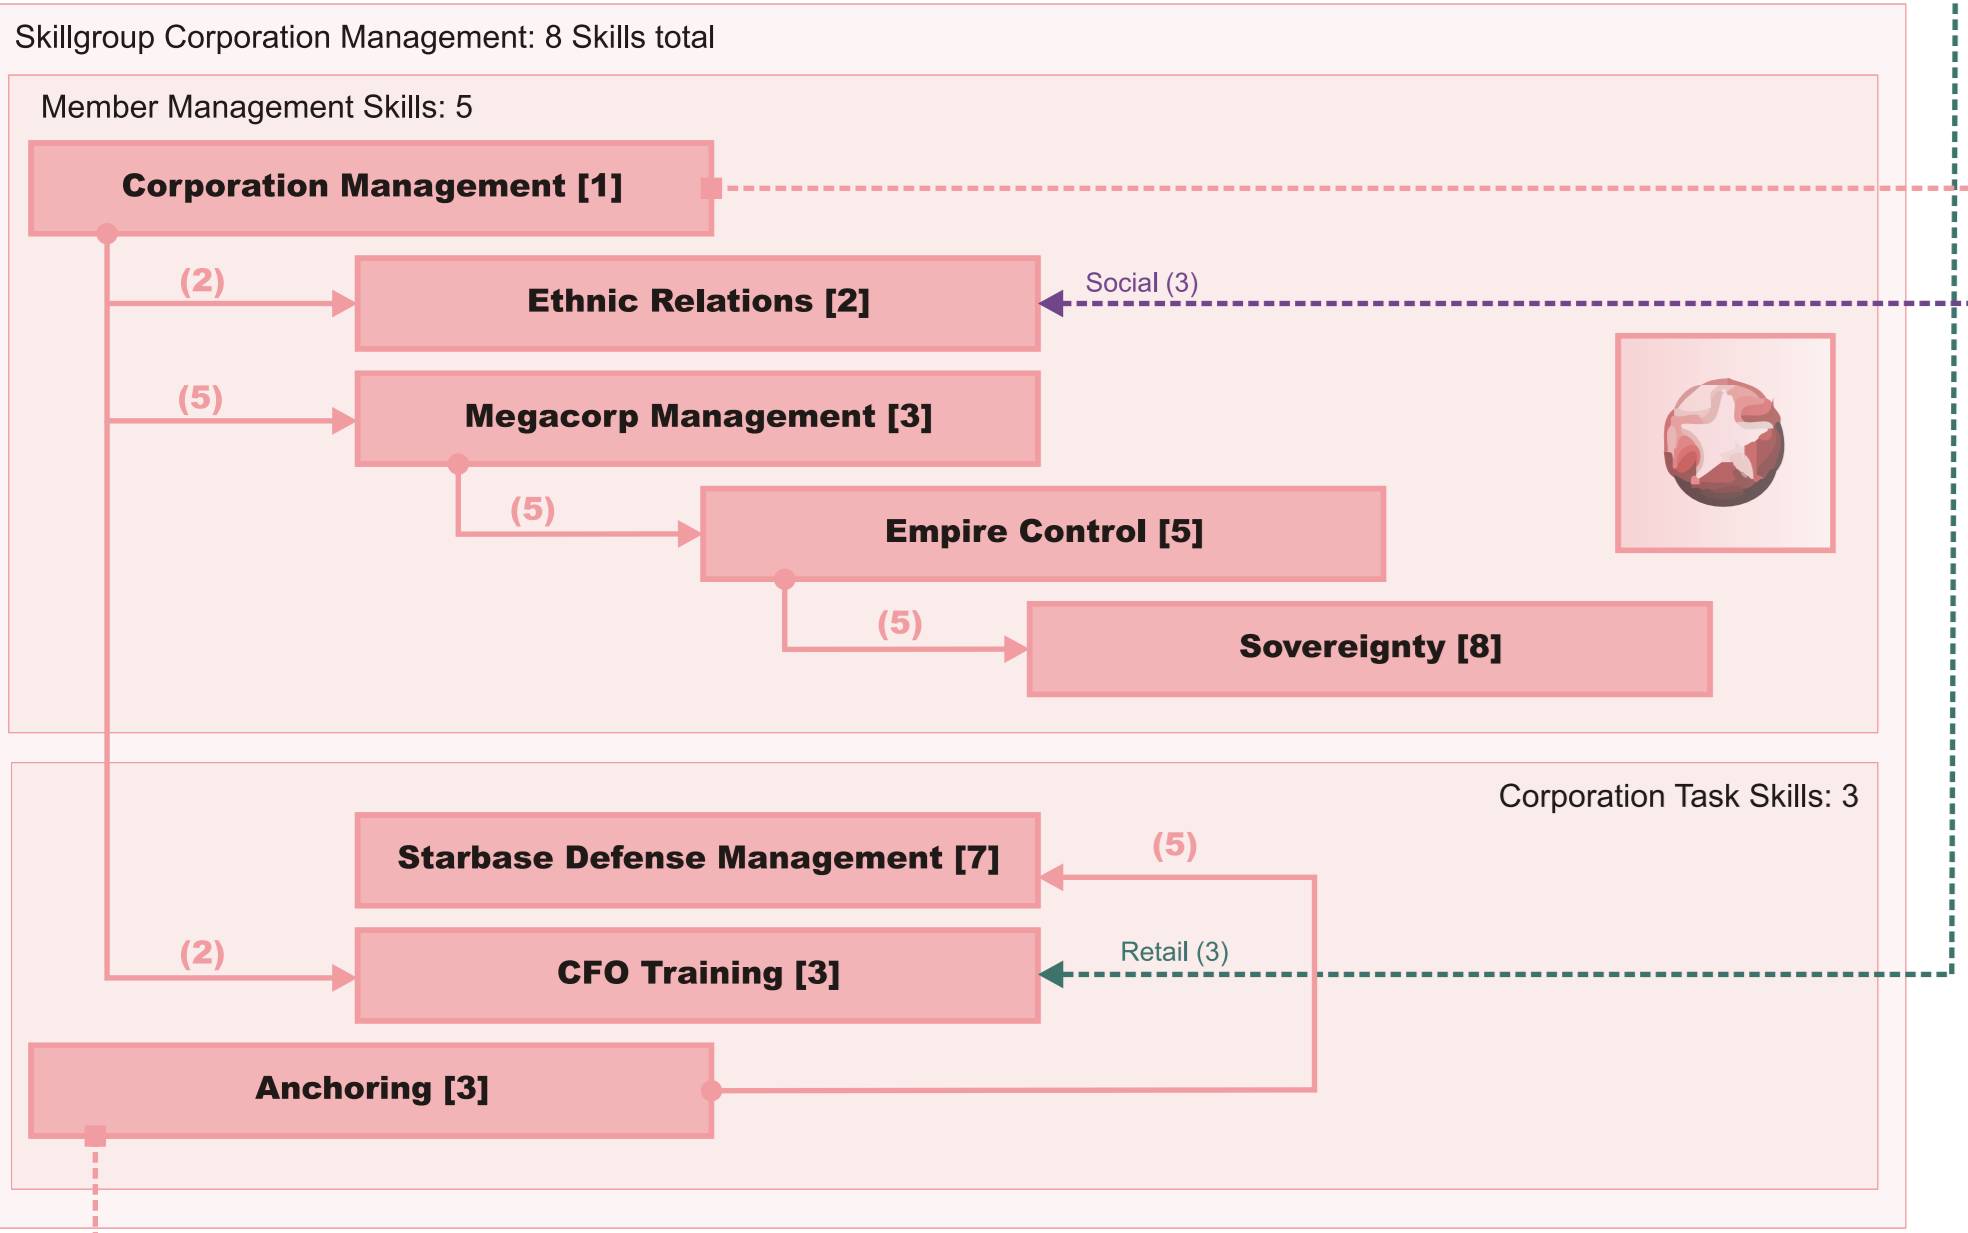 Skillgroup Corporation Management: 8 Skills total
Member Management Skills: 5
Corporation Management [1]
(2)
Ethnic Relations [2]
Social (3)
(5)
Megacorp Management [3]
(5)
Empire Control [5]
(5)
Sovereignty [8]
Corporation Task Skills: 3
Starbase Defense Management [7]
(5)
(2)
CFO Training [3]
Retail (3)
Anchoring [3]